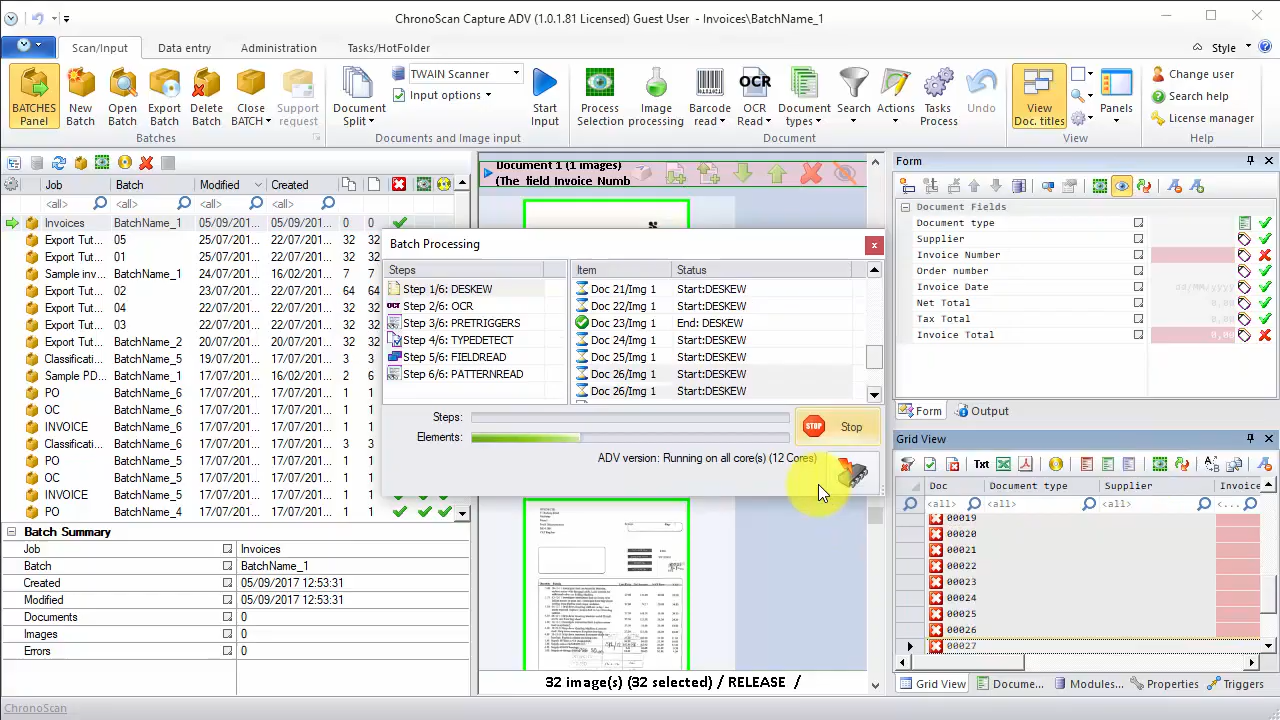 ChronoScan Capture ADV (1.0.1.81 Licensed) Guest User - Invoices\BatchName_1
Scan/Input Data entry Administration Tasks/HotFolder Style
BATCHES Panel
New Batch
Open Batch
Export Batch
Delete Batch
Close BATCH
Support request
Batches
Document Split
TWAIN Scanner
Input options
Start Input
Documents and Image input
Process Selection
Image processing
Barcode read
OCR
OCR Read
Document types
Search
Actions
Tasks Process
Undo
Document
View Doc. titles
Panels
View
Change user
Search help
License manager
Help
Job Batch Modified Created
<all> <all> <all> <all>
Invoices BatchName_1 05/09/201... 05/09/201... 0 0
Export Tut... 05 25/07/201... 22/07/201... 32 32
Export Tut... 01 25/07/201... 22/07/201... 32 32
Sample inv... BatchName_1 24/07/201... 16/02/201... 7 7
Export Tut... 02 23/07/201... 22/07/201... 64 64
Export Tut... 04 22/07/201... 22/07/201... 32 32
Export Tut... 03 22/07/201... 22/07/201... 32 32
Export Tut... BatchName_2 22/07/201... 22/07/201... 32 32
Classificati... BatchName_5 19/07/201... 17/07/201... 3 3
Sample PD... BatchName_1 17/07/201... 16/02/201... 2 6
PO BatchName_6 17/07/201... 17/07/201... 1 1
OC BatchName_6 17/07/201... 17/07/201... 1 1
INVOICE BatchName_6 17/07/201... 17/07/201... 1 1
Classificati... BatchName_6 17/07/201... 17/07/201... 3 3
PO BatchName_5 17/07/201... 17/07/201... 1 1
OC BatchName_5 17/07/201... 17/07/201... 1 1
INVOICE BatchName_5 17/07/201... 17/07/201... 1 1
PO BatchName_4 17/07/201... 17/07/201... 1 1
Batch Summary
Job Invoices
Batch BatchName_1
Created 05/09/2017 12:53:31
Modified 05/09/2017 12:53:31
Documents 0
Images 0
Errors 0
ChronoScan
Document 1 (1 images)
(The field Invoice Numb
Batch Processing
Steps
Step 1/6: DESKEW
OCR Step 2/6: OCR
Step 3/6: PRETRIGGERS
Step 4/6: TYPEDETECT
Step 5/6: FIELDREAD
Step 6/6: PATTERNREAD
Item Status
Doc 21/Img 1 Start:DESKEW
Doc 22/Img 1 Start:DESKEW
Doc 23/Img 1 End: DESKEW
Doc 24/Img 1 Start:DESKEW
Doc 25/Img 1 Start:DESKEW
Doc 26/Img 1 Start:DESKEW
Doc 26/Img 1 Start:DESKEW
Steps:
Elements:
STOP Stop
ADV version: Running on all core(s) (12 Cores)
32 image(s) (32 selected) / RELEASE /
Form
Document Fields
Document type
Supplier
Invoice Number
Order number
Invoice Date dd/MM/yyyy
Net Total 0,00
Tax Total 0,00
Invoice Total 0,00
Form Output
Grid View
Txt
Doc Document type Supplier Invoice
<all> <all> <all> <...
00019
00020
00021
00022
00023
00024
00025
00026
00027
Grid View Docume... Modules... Properties Triggers